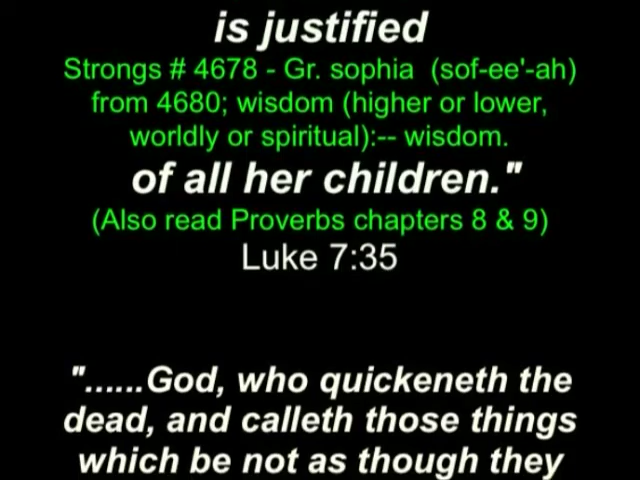 is justified
Strongs # 4678 - Gr. sophia (sof-ee'-ah)
from 4680; wisdom (higher or lower,
worldly or spiritual):-- wisdom.
of all her children."
(Also read Proverbs chapters 8 & 9)
Luke 7:35
"......God, who quickeneth the
dead, and calleth those things
which be not as though they